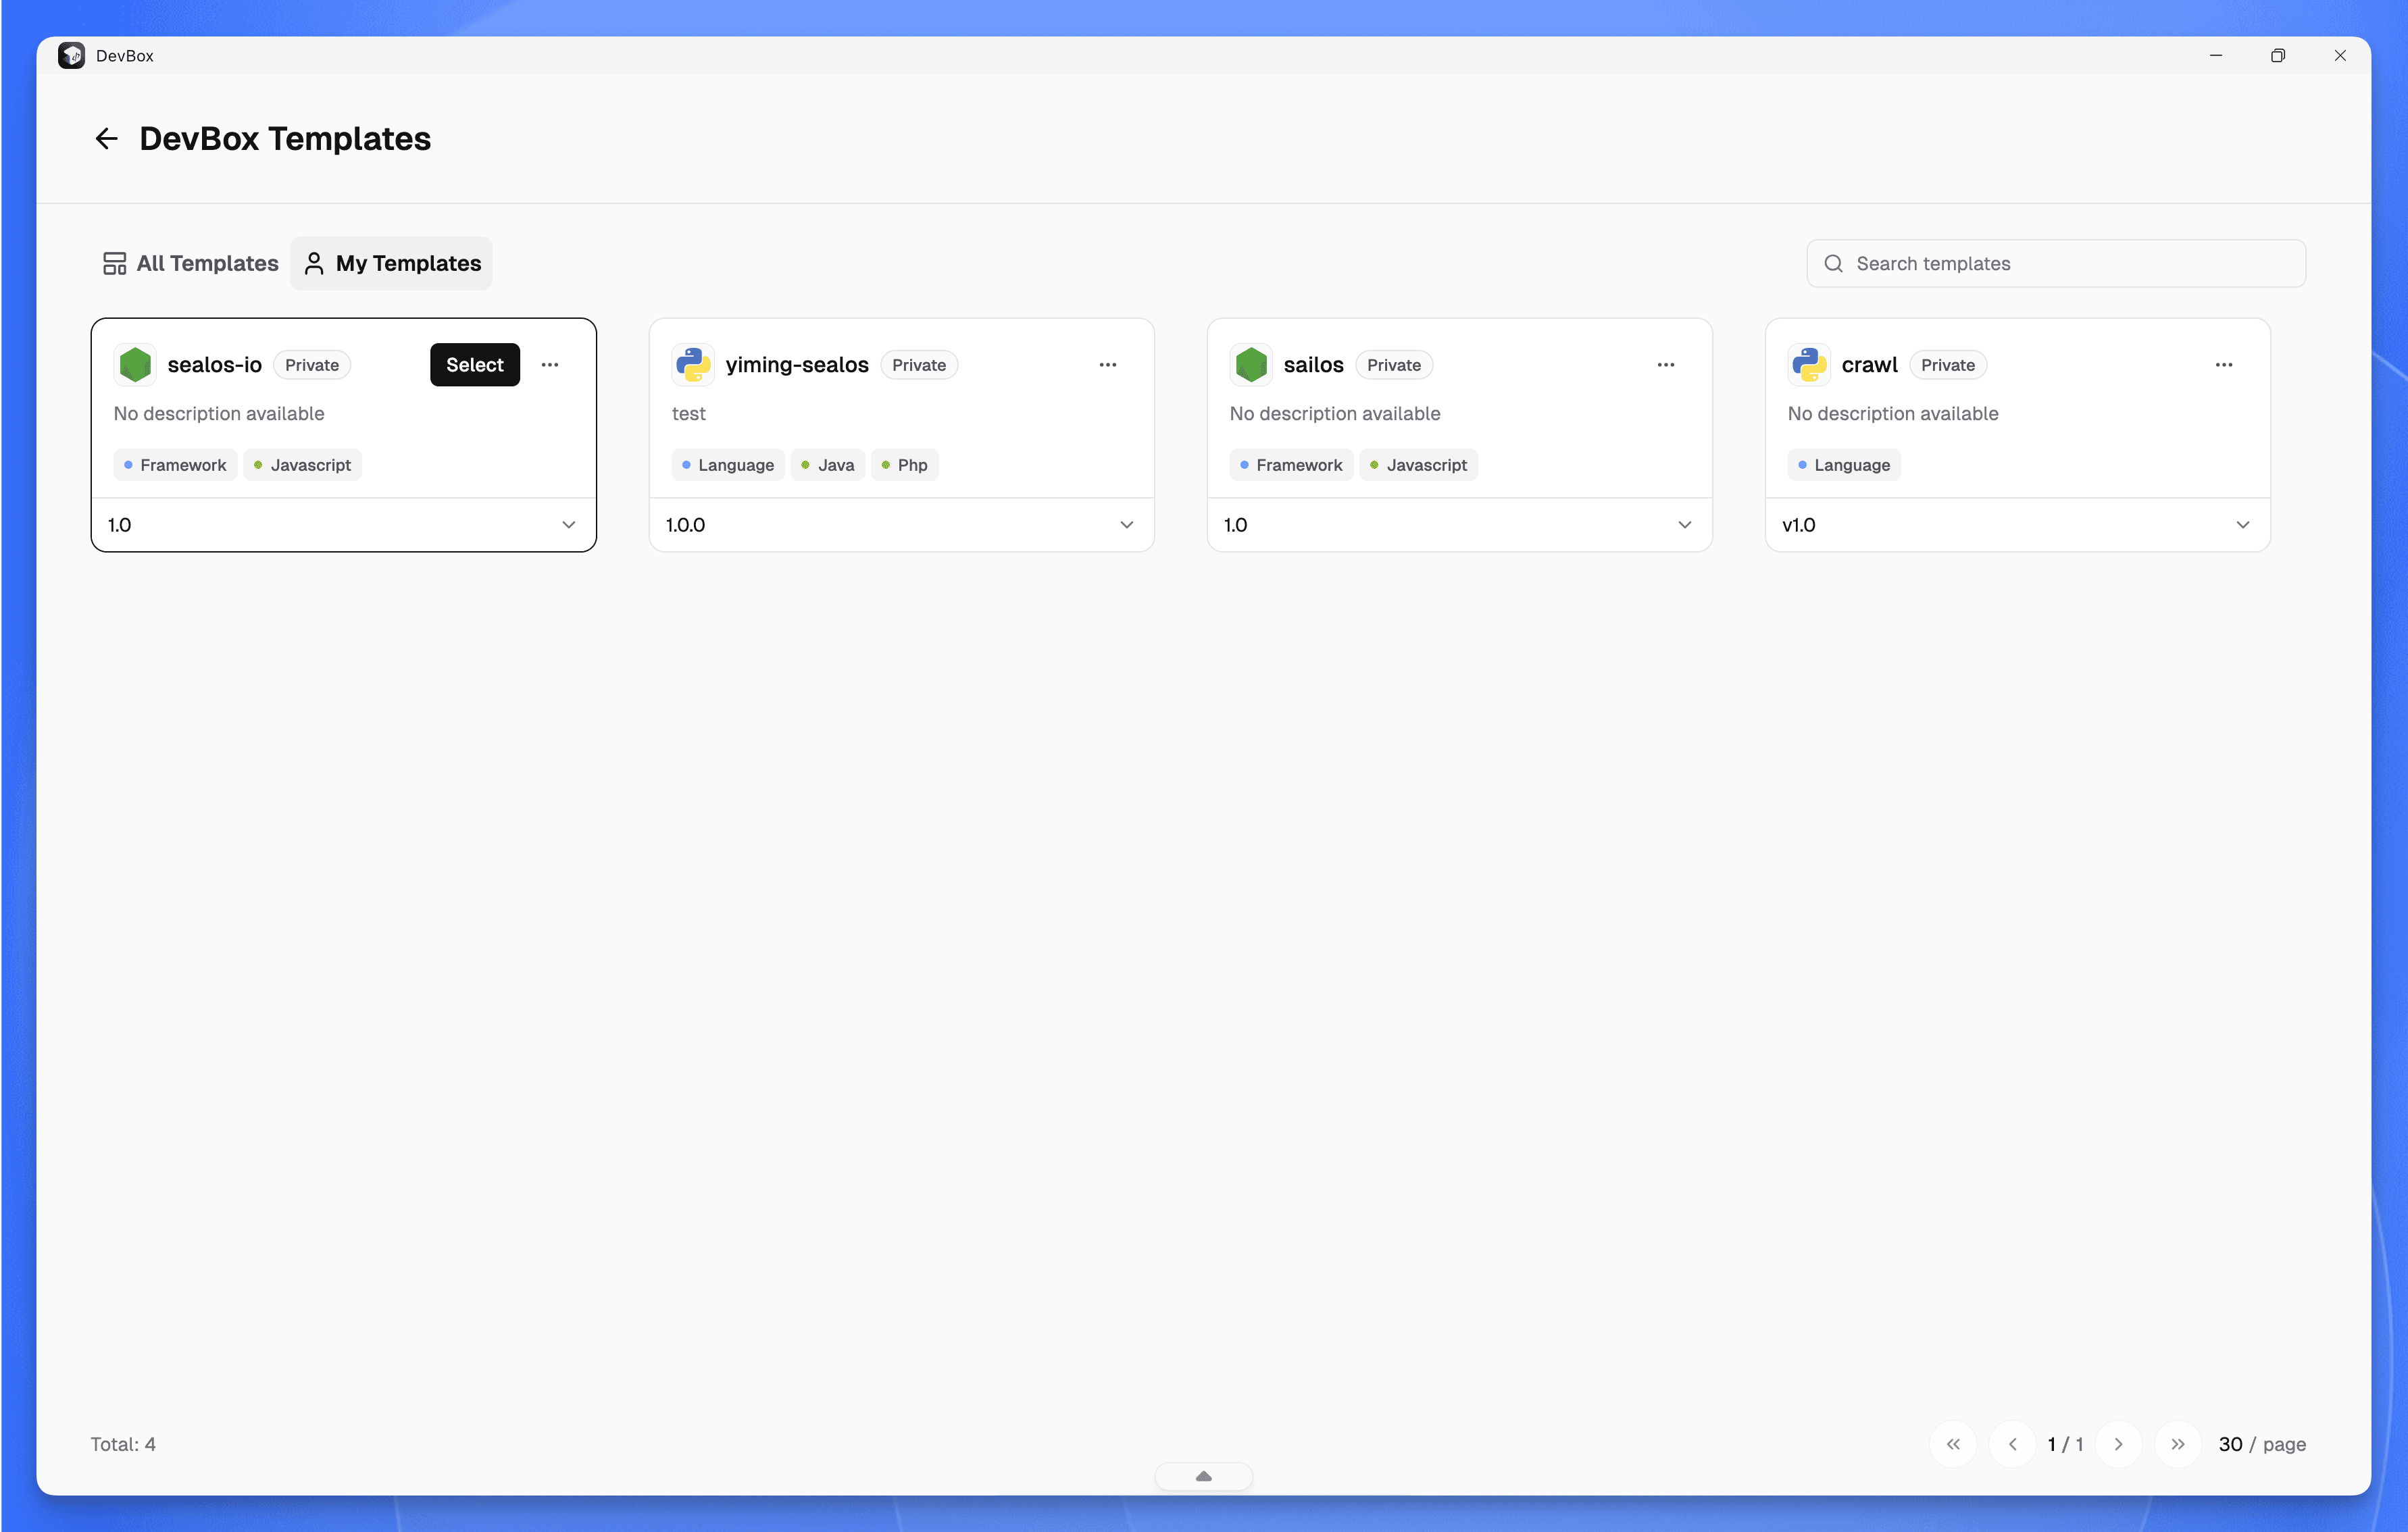 DevBox
DevBox Templates
All Templates My Templates Search templates
sealos-io Private Select
No description available
Framework Javascript
1.0
yiming-sealos Private
test
Language Java Php
1.0.0
sailos Private
No description available
Framework Javascript
1.0
crawl Private
No description available
Language
v1.0
Total: 4
1 / 1 30 / page